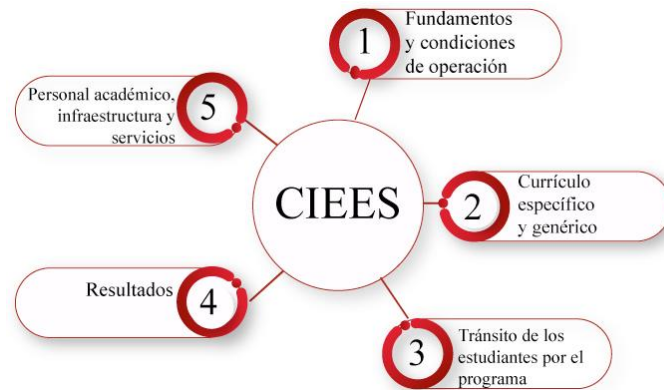 CIEES
1
Fundamentos
y condiciones
de operación
2
Currículo
específico
y genérico
3
Tránsito de los
estudiantes por el
programa
4
Resultados
5
Personal académico,
infraestructura y
servicios